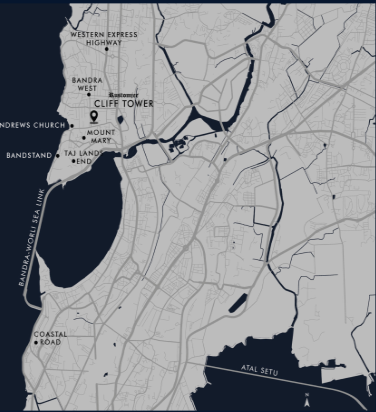 WESTERN EXPRESS
HIGHWAY
BANDRA
WEST
Rustomjee
CLIFF TOWER
NDREWS CHURCH
MOUNT
MARY
BANDSTAND
TAJ LANDS
END
BANDRA-WORLI SEA LINK
COASTAL
ROAD
ATAL SETU
N